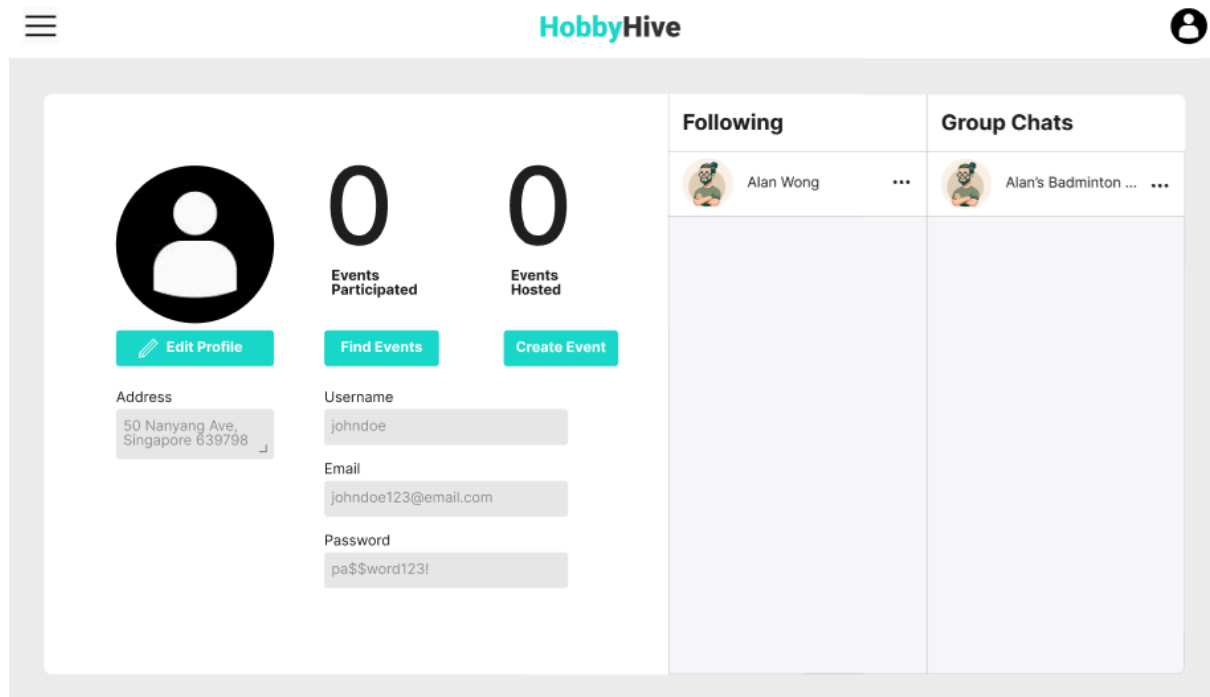 HobbyHive
0
Events
Participated
0
Events
Hosted
Edit Profile
Find Events
Create Event
Address
50 Nanyang Ave,
Singapore 639798
Username
johndoe
Email
johndoe123@email.com
Password
pa$$word123!
Following
Alan Wong
Group Chats
Alan's Badminton ...